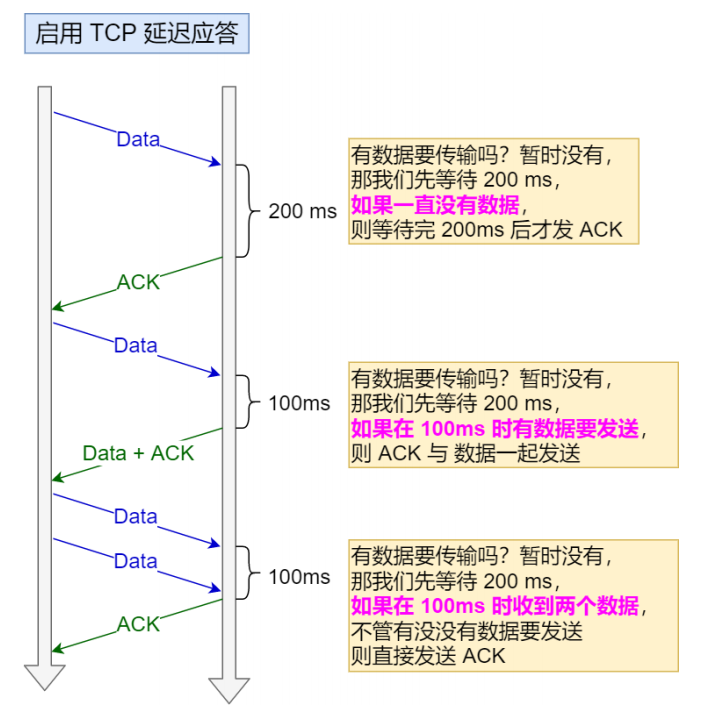 启用 TCP 延迟应答
Data
200 ms
有数据要传输吗？暂时没有，
那我们先等待 200 ms，
如果一直没有数据，
则等待完 200ms 后才发 ACK
ACK
Data
100ms
有数据要传输吗？暂时没有，
那我们先等待 200 ms，
如果在 100ms 时有数据要发送，
则 ACK 与 数据一起发送
Data + ACK
Data
Data
100ms
有数据要传输吗？暂时没有，
那我们先等待 200 ms，
如果在 100ms 时收到两个数据，
不管有没没有数据要发送
则直接发送 ACK
ACK